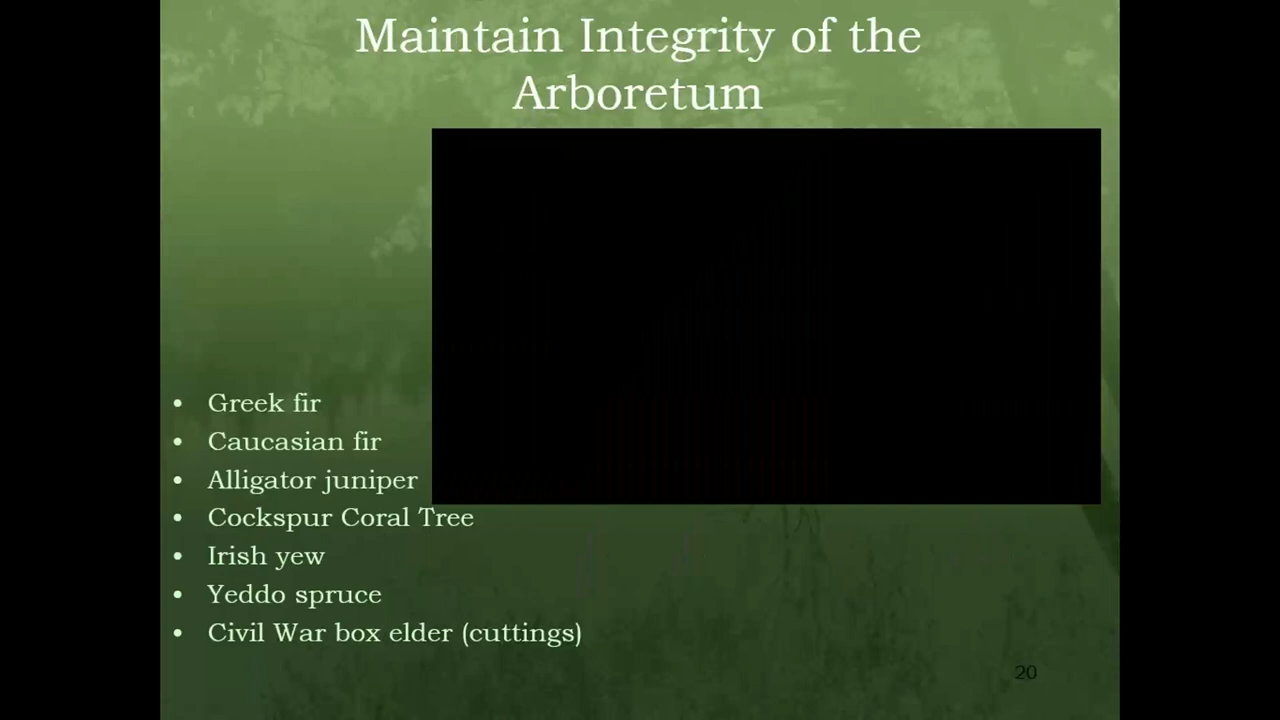 Maintain Integrity of the
Arboretum
• Greek fir
• Caucasian fir
• Alligator juniper
• Cockspur Coral Tree
• Irish yew
• Yeddo spruce
• Civil War box elder (cuttings)
20